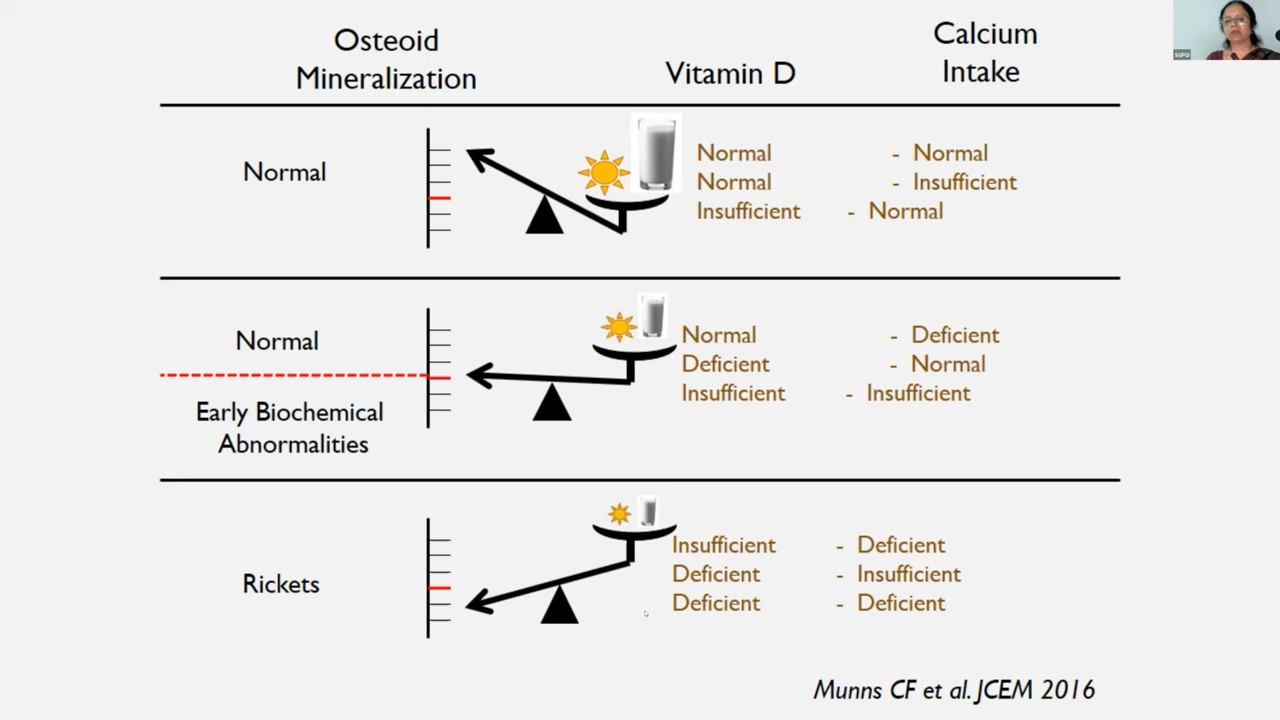 Osteoid
Mineralization
Vitamin D
Calcium
Intake
SGPGI
Normal
Normal - Normal
Normal - Insufficient
Insufficient - Normal
Normal
Early Biochemical
Abnormalities
Normal - Deficient
Deficient - Normal
Insufficient - Insufficient
Rickets
Insufficient - Deficient
Deficient - Insufficient
Deficient - Deficient
Munns CF et al. JCEM 2016